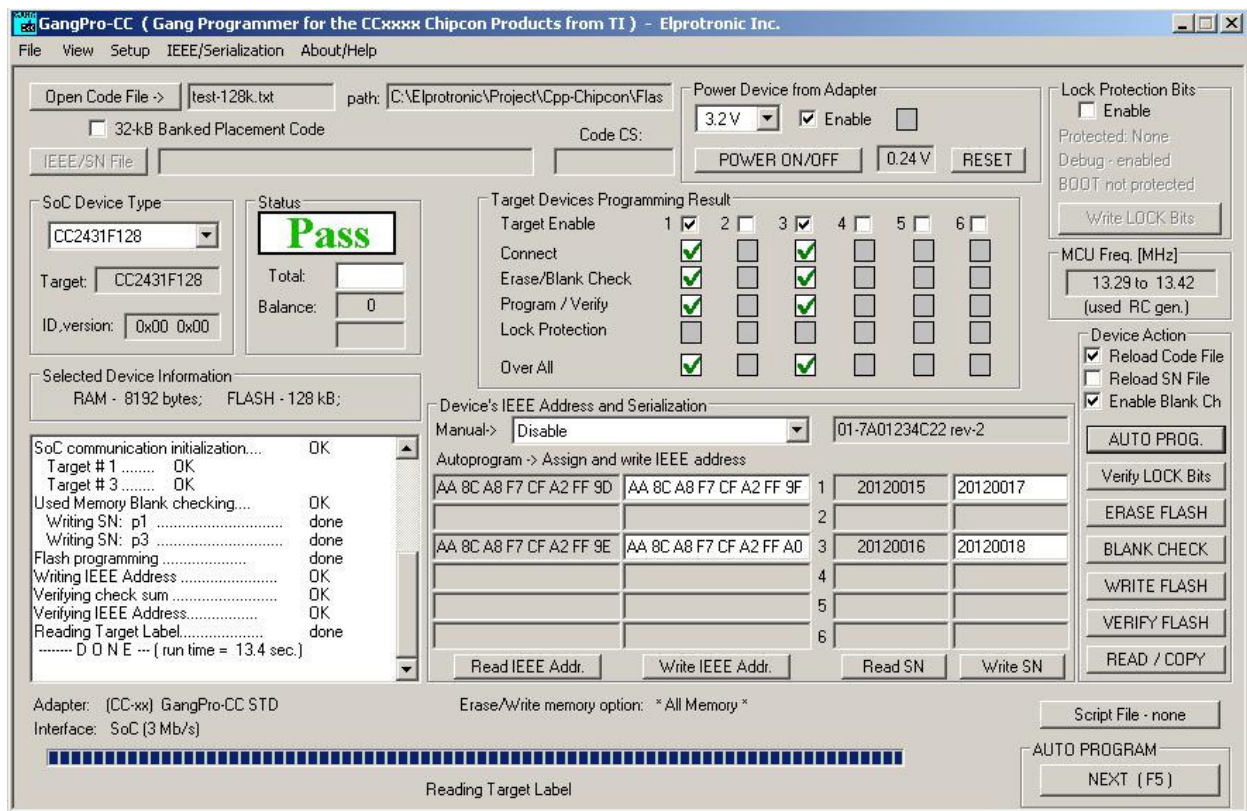 GangPro-CC ( Gang Programmer for the CCxxxx Chipcon Products from TI ) - Elprotronic Inc.
File View Setup IEEE/Serialization About/Help
Open Code File -> test-128k.txt path: C:\Elprotronic\Project\Cpp-Chipcon\Flas
32-kB Banked Placement Code
Code CS:
IEEE/SN File
Power Device from Adapter
3.2 V Enable
POWER ON/OFF 0.24 V RESET
Lock Protection Bits
Enable
Protected: None
Debug - enabled
BOOT not protected
Write LOCK Bits
SoC Device Type
CC2431F128
Target: CC2431F128
ID,version: 0x00 0x00
Status
Pass
Total:
Balance: 0
Target Devices Programming Result
Target Enable 1 2 3 4 5 6
Connect
Erase/Blank Check
Program / Verify
Lock Protection
Over All
MCU Freq. [MHz]
13.29 to 13.42
(used RC gen.)
Selected Device Information
RAM - 8192 bytes; FLASH - 128 kB;
Device Action
Reload Code File
Reload SN File
Enable Blank Ch
AUTO PROG.
Verify LOCK Bits
ERASE FLASH
BLANK CHECK
WRITE FLASH
VERIFY FLASH
READ / COPY
SoC communication initialization.... OK
Target # 1 ........ OK
Target # 3 ........ OK
Used Memory Blank checking.... OK
Writing SN: p1 .............................. done
Writing SN: p3 .............................. done
Flash programming .................... done
Writing IEEE Address ....................... OK
Verifying check sum ......................... OK
Verifying IEEE Address................. OK
Reading Target Label.................... done
-------- D O N E --- ( run time = 13.4 sec.)
Device's IEEE Address and Serialization
Manual-> Disable 01-7A01234C22 rev-2
Autoprogram -> Assign and write IEEE address
AA 8C A8 F7 CF A2 FF 9D AA 8C A8 F7 CF A2 FF 9F 1 20120015 20120017
2
AA 8C A8 F7 CF A2 FF 9E AA 8C A8 F7 CF A2 FF A0 3 20120016 20120018
4
5
6
Read IEEE Addr. Write IEEE Addr. Read SN Write SN
Adapter: (CC-xx) GangPro-CC STD Erase/Write memory option: * All Memory *
Interface: SoC (3 Mb/s)
Reading Target Label
Script File - none
AUTO PROGRAM
NEXT ( F5 )